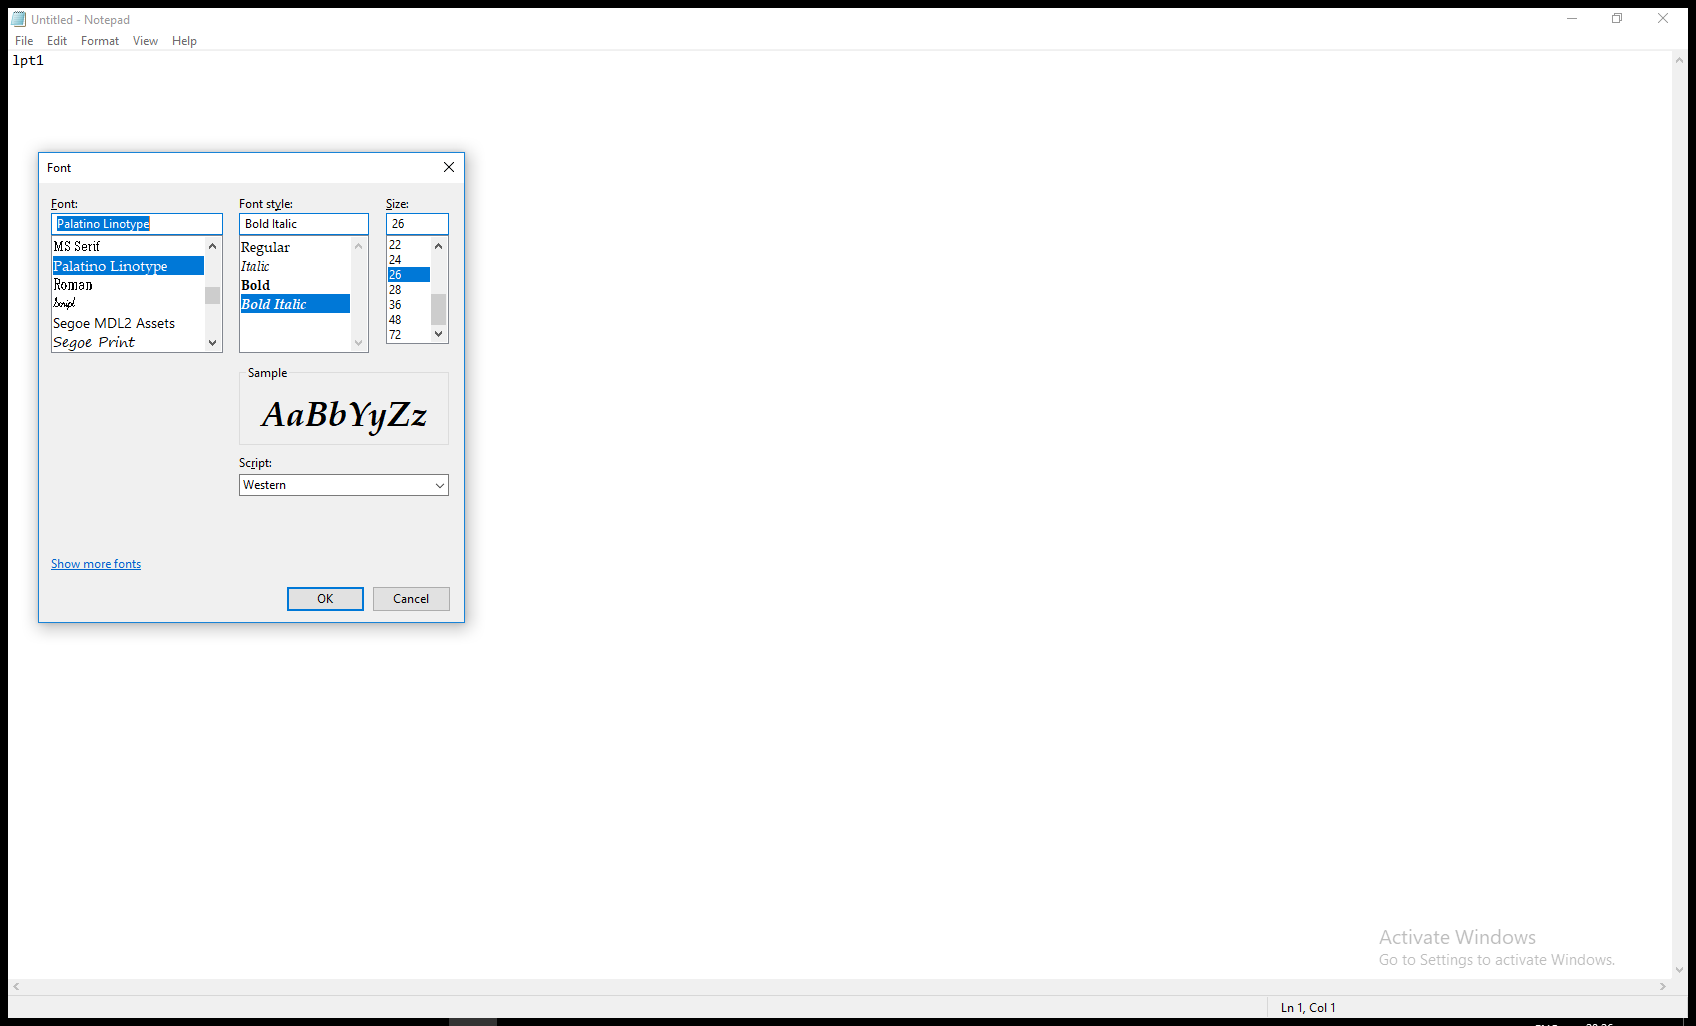 Untitled - Notepad
File Edit Format View Help
lpt1
Font
Font: Font style: Size:
Palatino Linotype Bold Italic 26
MS Serif
Palatino Linotype
Roman
Script
Segoe MDL2 Assets
Segoe Print
Regular
Italic
Bold
Bold Italic
22
24
26
28
36
48
72
Sample
AaBbYyZz
Script:
Western
Show more fonts
OK Cancel
Activate Windows
Go to Settings to activate Windows.
Ln 1, Col 1